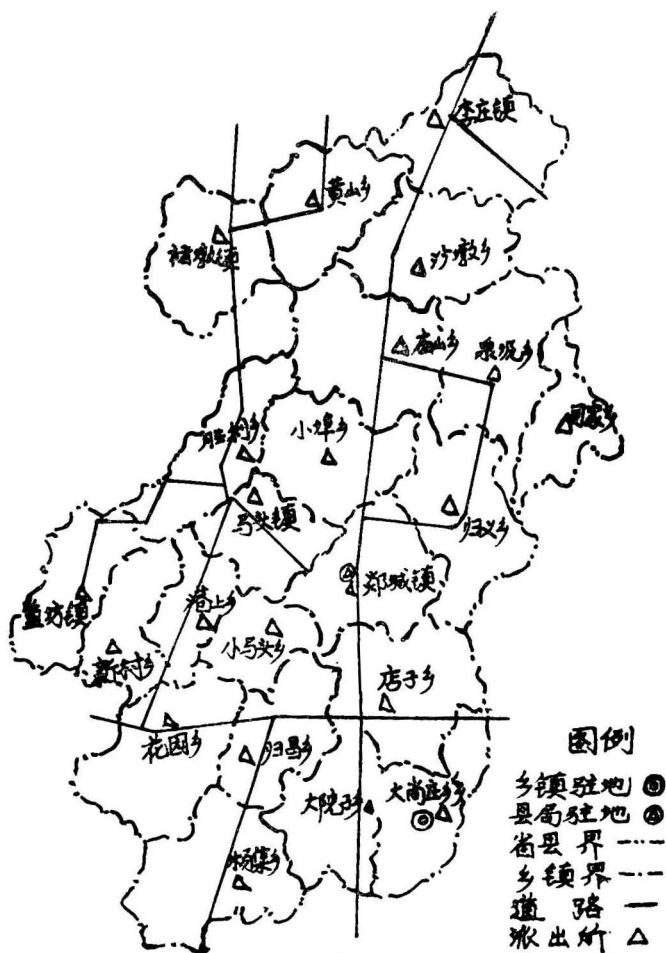 李庄镇
黄山乡
褚墩镇
沙墩乡
庙山乡
泉源乡
胜利乡
小埠乡
马头镇
归义乡
郯城镇
港上乡
小马头乡
新村乡
店子乡
花园乡
归昌乡
大院子乡
大尚庄乡
杨集乡
图例
乡镇驻地
县局驻地
省县界
乡镇界
道路
派出所